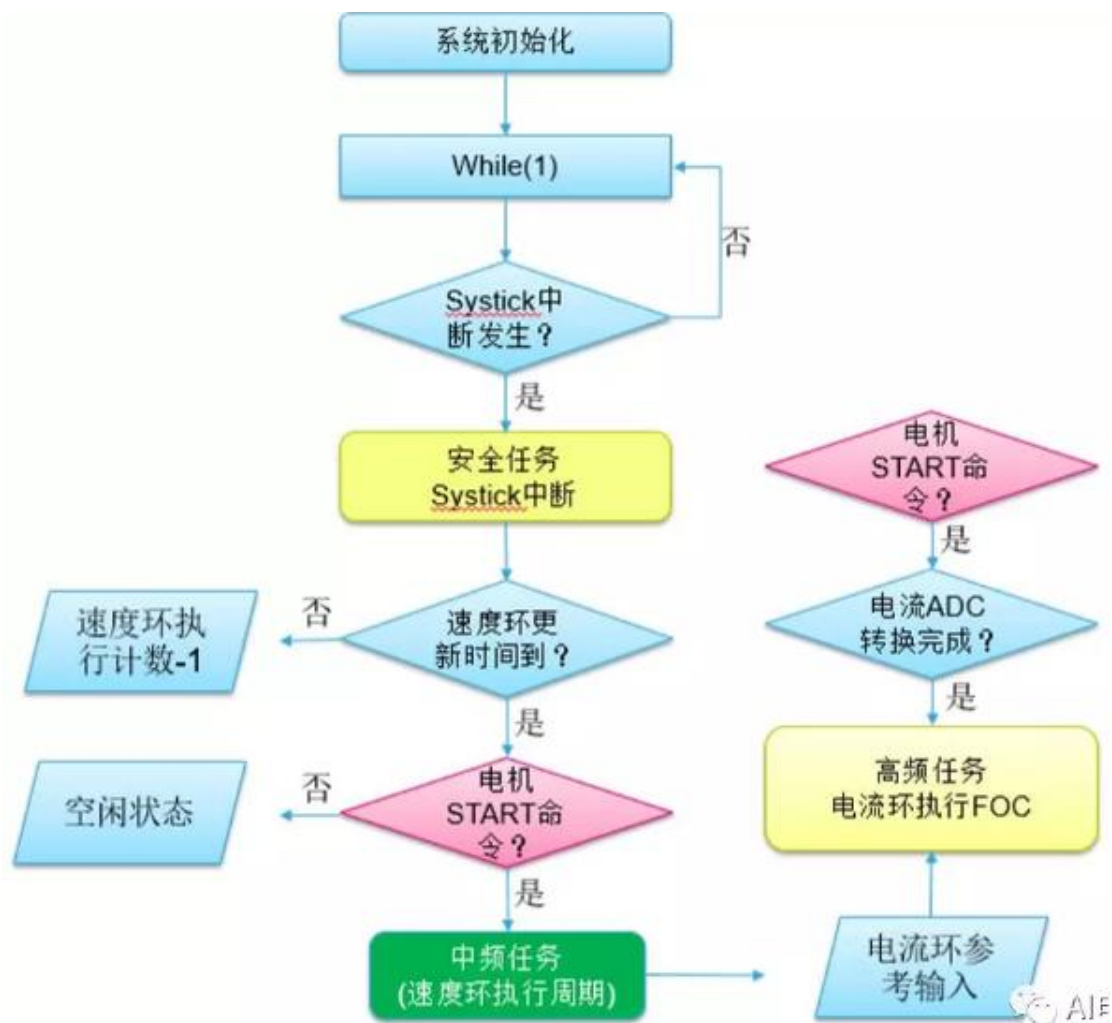 系统初始化
While(1)
否
Systick中
断发生？
是
安全任务
Systick中断
速度环更
新时间到？
否
速度环执
行计数-1
是
电机
START命
令？
否
空闲状态
是
中频任务
(速度环执行周期)
电机
START命
令？
是
电流ADC
转换完成？
是
高频任务
电流环执行FOC
电流环参
考输入